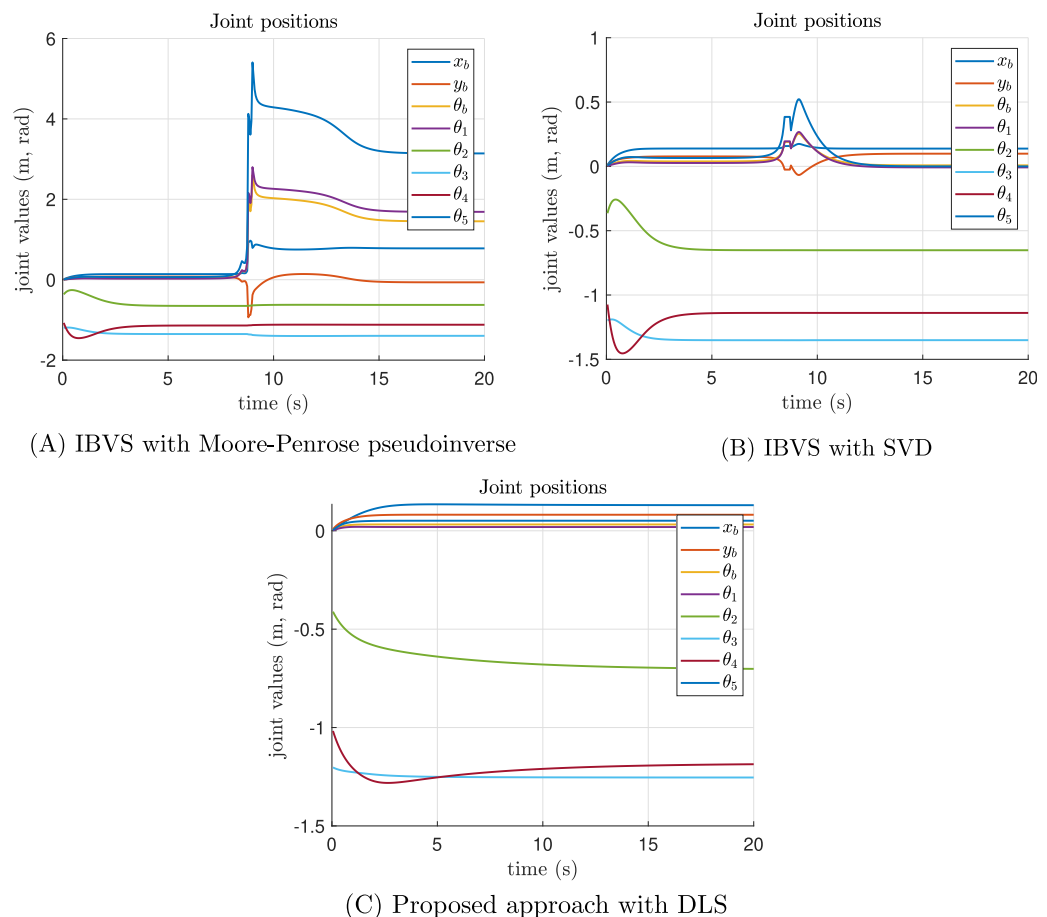 Joint positions
6
4
2
0
-2
joint values (m, rad)
x_b
y_b
θ_b
θ_1
θ_2
θ_3
θ_4
θ_5
0 5 10 15 20
time (s)
(A) IBVS with Moore-Penrose pseudoinverse
Joint positions
1
0.5
0
-0.5
-1
-1.5
joint values (m, rad)
x_b
y_b
θ_b
θ_1
θ_2
θ_3
θ_4
θ_5
0 5 10 15 20
time (s)
(B) IBVS with SVD
Joint positions
0
-0.5
-1
-1.5
joint values (m, rad)
x_b
y_b
θ_b
θ_1
θ_2
θ_3
θ_4
θ_5
0 5 10 15 20
time (s)
(C) Proposed approach with DLS